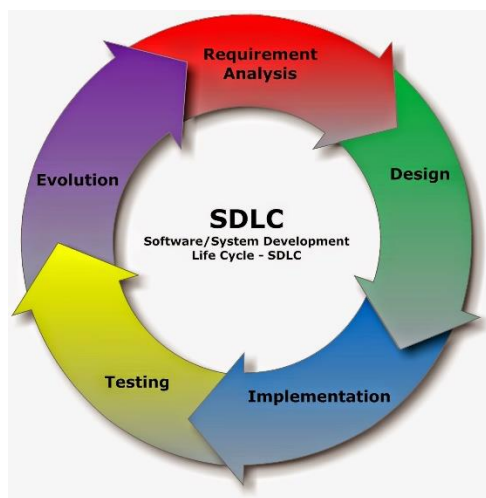 Requirement
Analysis
Design
Implementation
Testing
Evolution
SDLC
Software/System Development
Life Cycle - SDLC